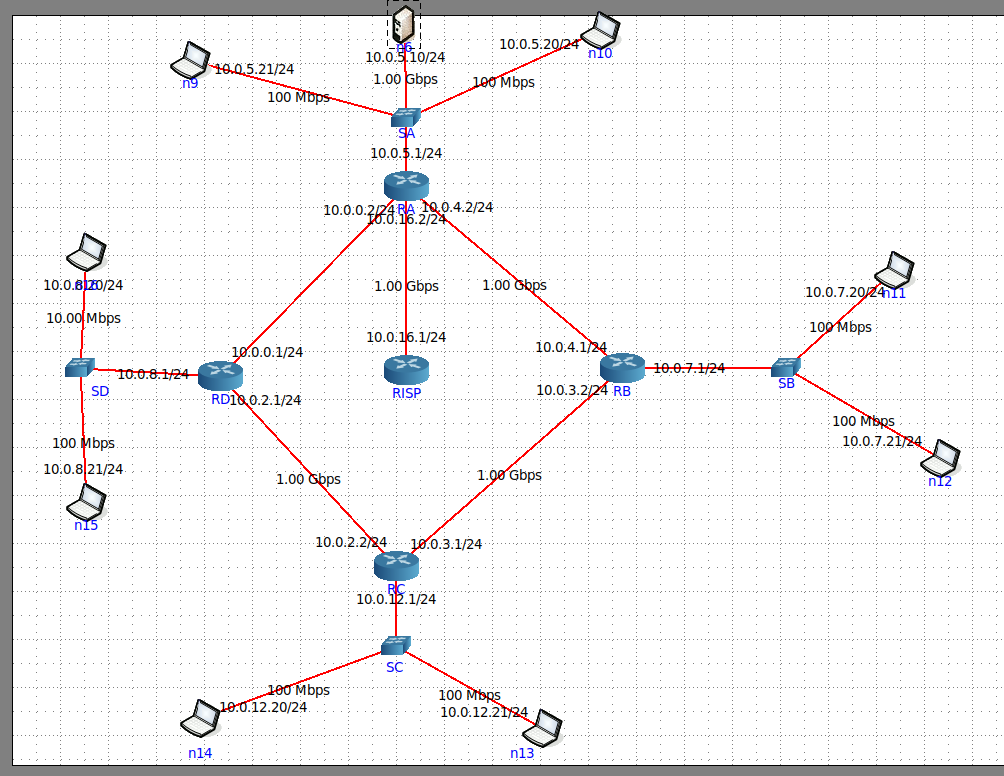 n6
10.0.5.10/24
10.0.5.20/24
n10
10.0.5.21/24
n9
1.00 Gbps
100 Mbps
100 Mbps
SA
10.0.5.1/24
10.0.0.2/24
RA
10.0.4.2/24
10.0.16.2/24
10.0.8.20/24
1.00 Gbps
1.00 Gbps
10.0.7.20/24
n11
10.00 Mbps
100 Mbps
10.0.16.1/24
10.0.0.1/24
10.0.4.1/24
10.0.8.1/24
10.0.7.1/24
SD
RD
10.0.2.1/24
RISP
10.0.3.2/24
RB
SB
100 Mbps
10.0.8.21/24
n15
100 Mbps
10.0.7.21/24
n12
1.00 Gbps
1.00 Gbps
10.0.2.2/24
10.0.3.1/24
RC
10.0.12.1/24
SC
100 Mbps
100 Mbps
10.0.12.20/24
10.0.12.21/24
n14
n13